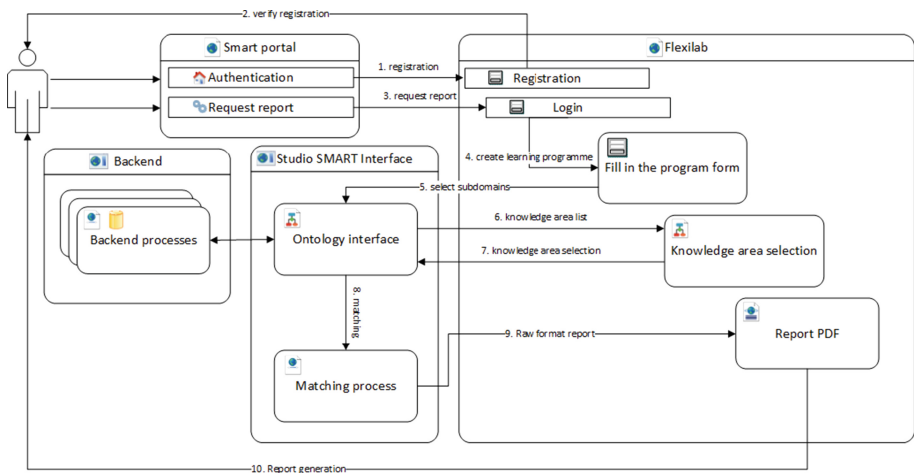 2. verify registration
Smart portal
Flexilab
Authentication
1. registration
Registration
3. request report
Request report
Login
4. create learning programme
Fill in the program form
Backend
Studio SMART Interface
5. select subdomains
6. knowledge area list
Backend processes
Ontology interface
7. knowledge area selection
Knowledge area selection
8. matching
9. Raw format report
Report PDF
Matching process
10. Report generation